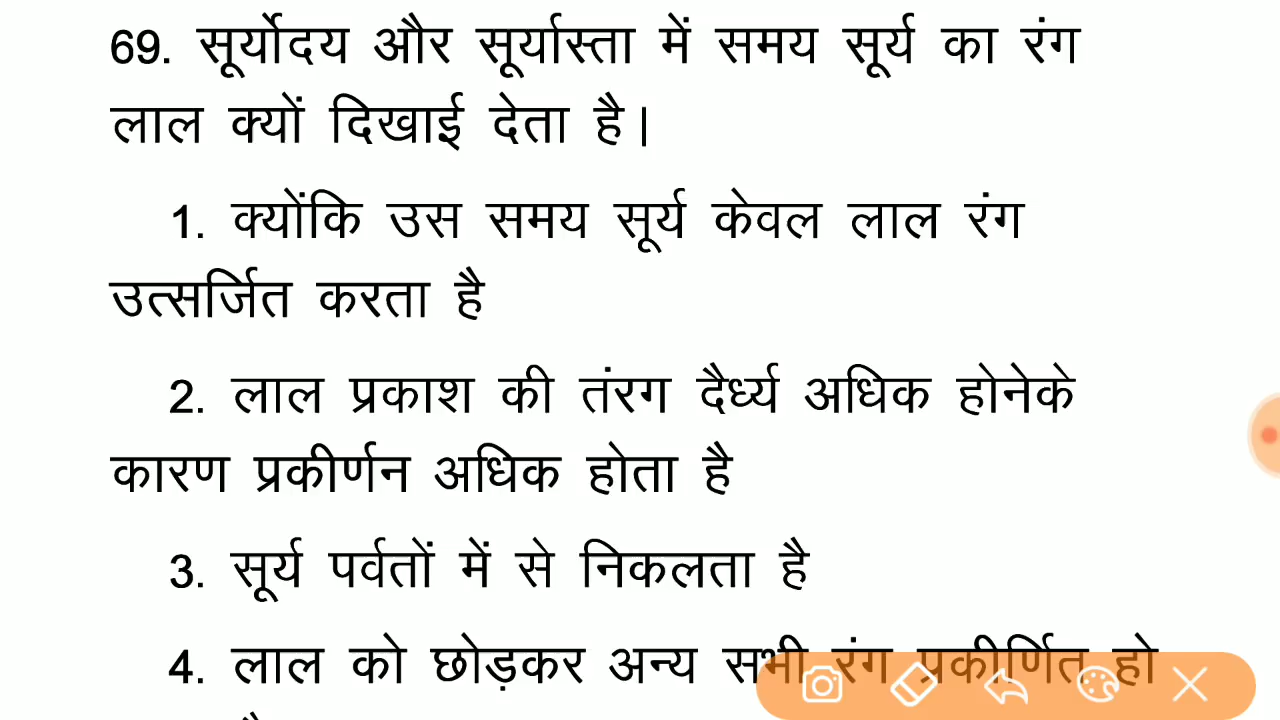 69. सूर्योदय और सूर्यास्ता में समय सूर्य का रंग
लाल क्यों दिखाई देता है।
1. क्योंकि उस समय सूर्य केवल लाल रंग
उत्सर्जित करता है
2. लाल प्रकाश की तंरग दैर्ध्य अधिक होनेके
कारण प्रकीर्णन अधिक होता है
3. सूर्य पर्वतों में से निकलता है
4. लाल को छोड़कर अन्य सभी रंग प्रकीर्णित हो